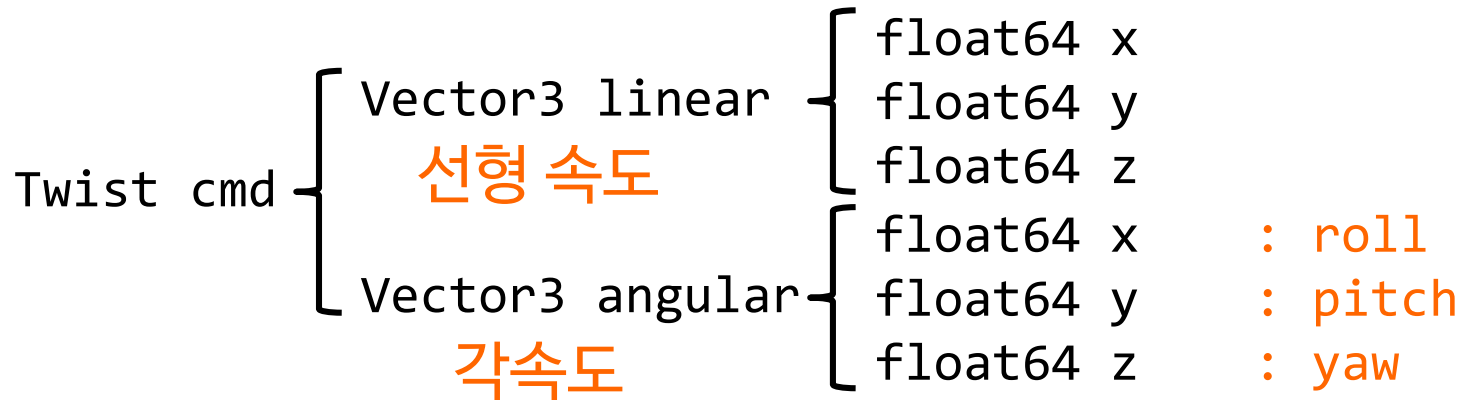 Twist cmd
Vector3 linear
선형 속도
float64 x
float64 y
float64 z
Vector3 angular
각속도
float64 x : roll
float64 y : pitch
float64 z : yaw